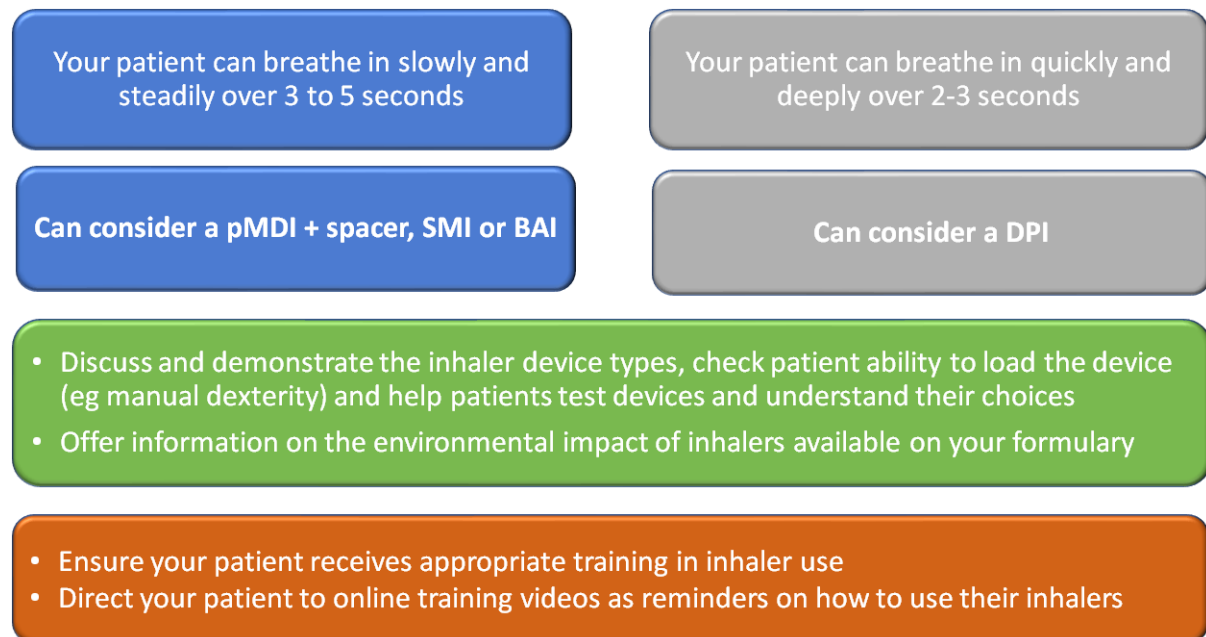 Your patient can breathe in slowly and
steadily over 3 to 5 seconds
Your patient can breathe in quickly and
deeply over 2-3 seconds
Can consider a pMDI + spacer, SMI or BAI
Can consider a DPI
• Discuss and demonstrate the inhaler device types, check patient ability to load the device
(eg manual dexterity) and help patients test devices and understand their choices
• Offer information on the environmental impact of inhalers available on your formulary
• Ensure your patient receives appropriate training in inhaler use
• Direct your patient to online training videos as reminders on how to use their inhalers